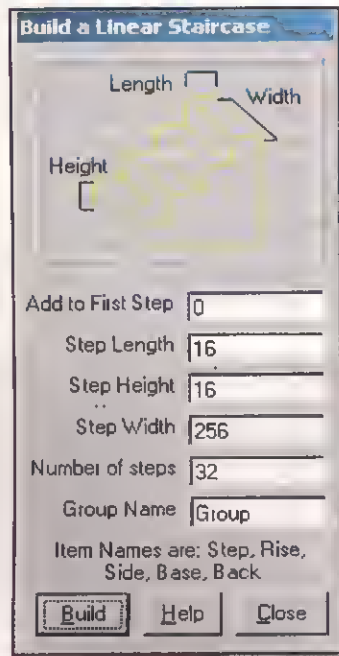 Build a Linear Staircase
Length
Width
Height
Add to First Step 0
Step Length 16
Step Height 16
Step Width 256
Number of steps 32
Group Name Group
Item Names are: Step, Rise,
Side, Base, Back
Build Help Close